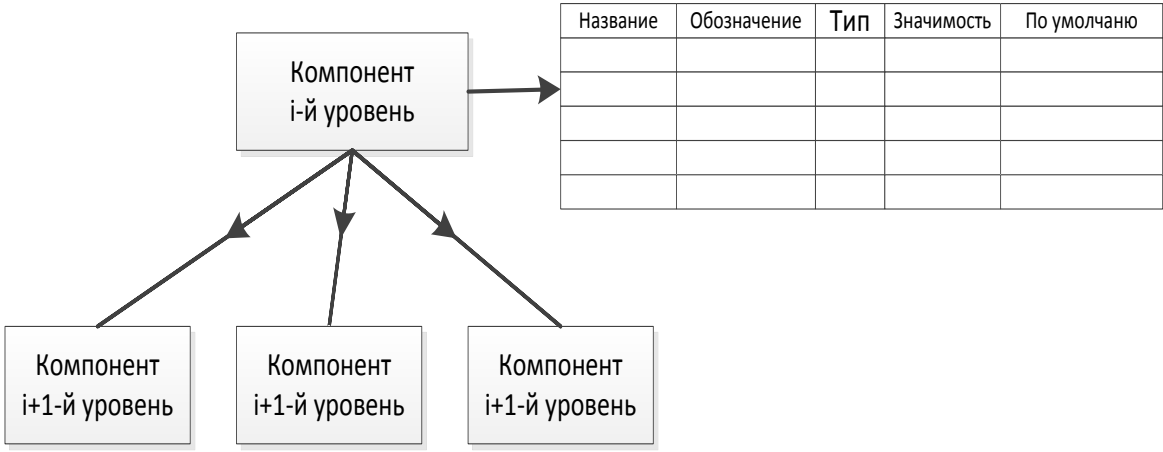 Название Обозначение Тип Значимость По умолчаню
Компонент
i-й уровень
Компонент
i+1-й уровень
Компонент
i+1-й уровень
Компонент
i+1-й уровень